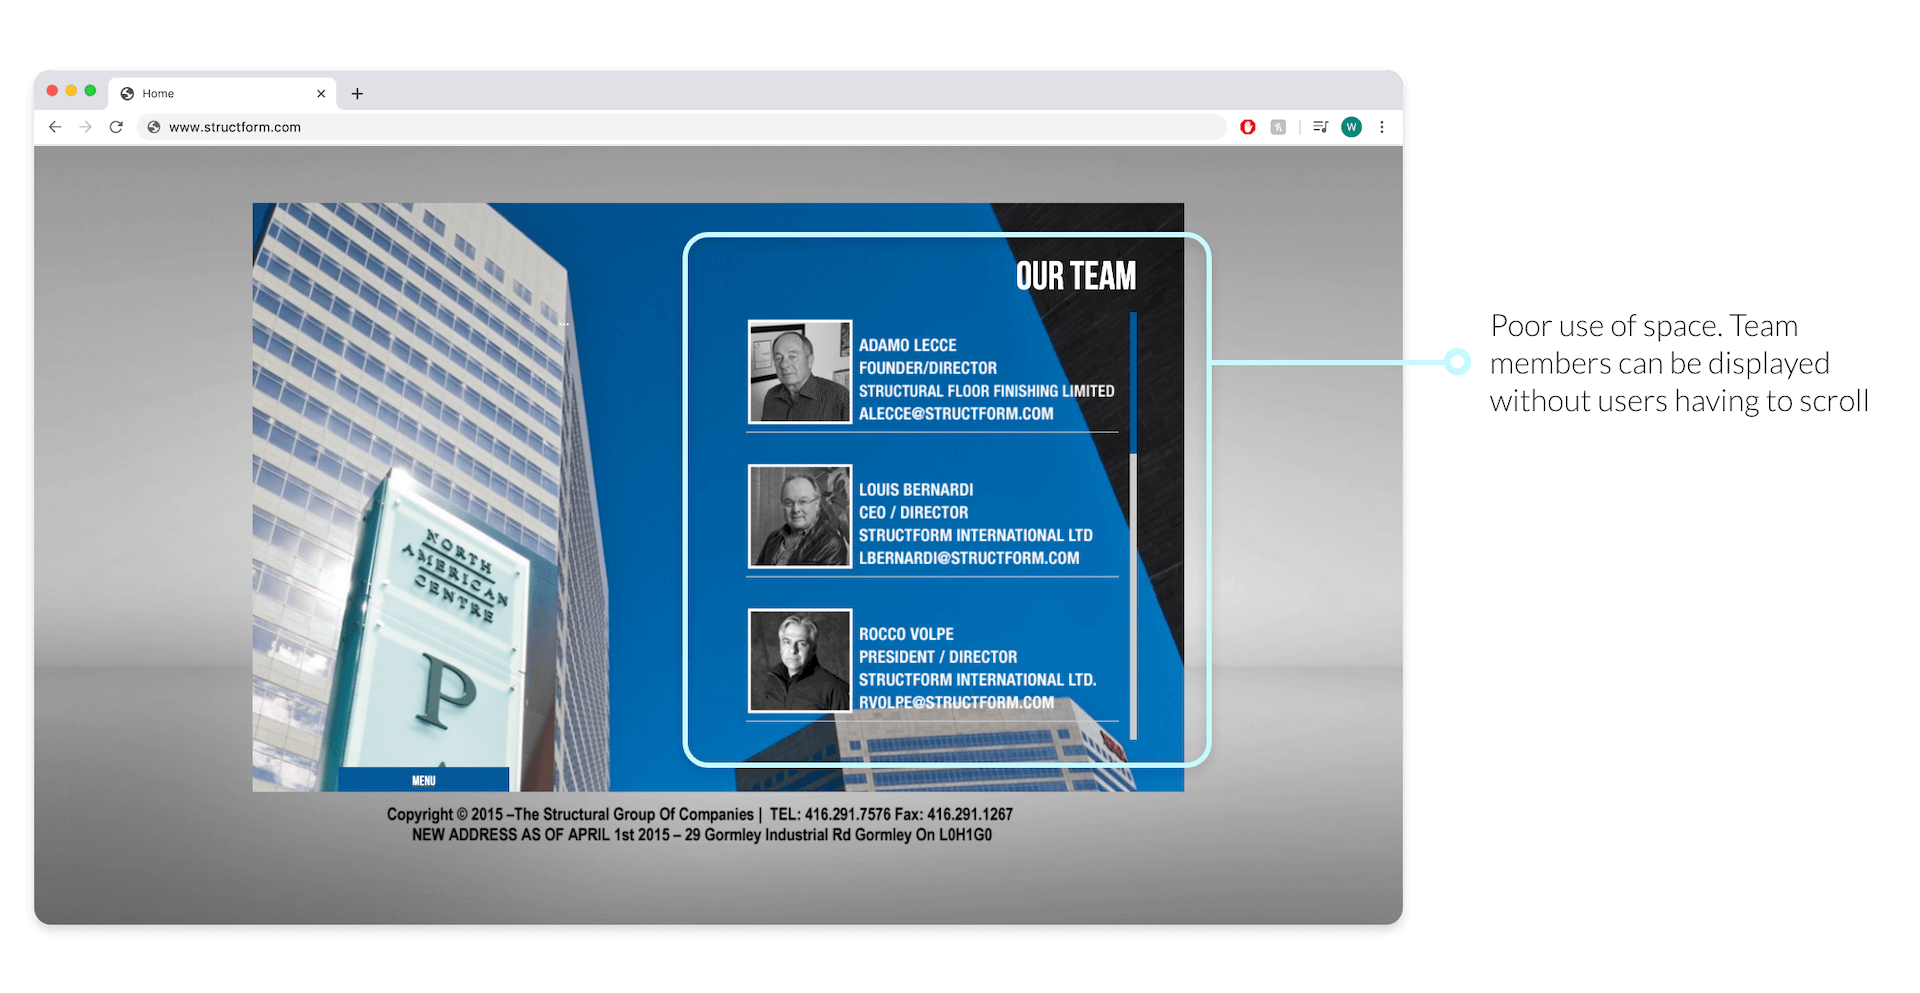 Home
www.structform.com
W
OUR TEAM
ADAMO LECCE
FOUNDER/DIRECTOR
STRUCTURAL FLOOR FINISHING LIMITED
ALECCE@STRUCTFORM.COM
LOUIS BERNARDI
CEO / DIRECTOR
STRUCTFORM INTERNATIONAL LTD
LBERNARDI@STRUCTFORM.COM
ROCCO VOLPE
PRESIDENT / DIRECTOR
STRUCTFORM INTERNATIONAL LTD.
RVOLPE@STRUCTFORM.COM
NORTH
AMERICAN
CENTRE
P
MENU
Copyright © 2015 –The Structural Group Of Companies | TEL: 416.291.7576 Fax: 416.291.1267
NEW ADDRESS AS OF APRIL 1st 2015 – 29 Gormley Industrial Rd Gormley On L0H1G0
Poor use of space. Team
members can be displayed
without users having to scroll